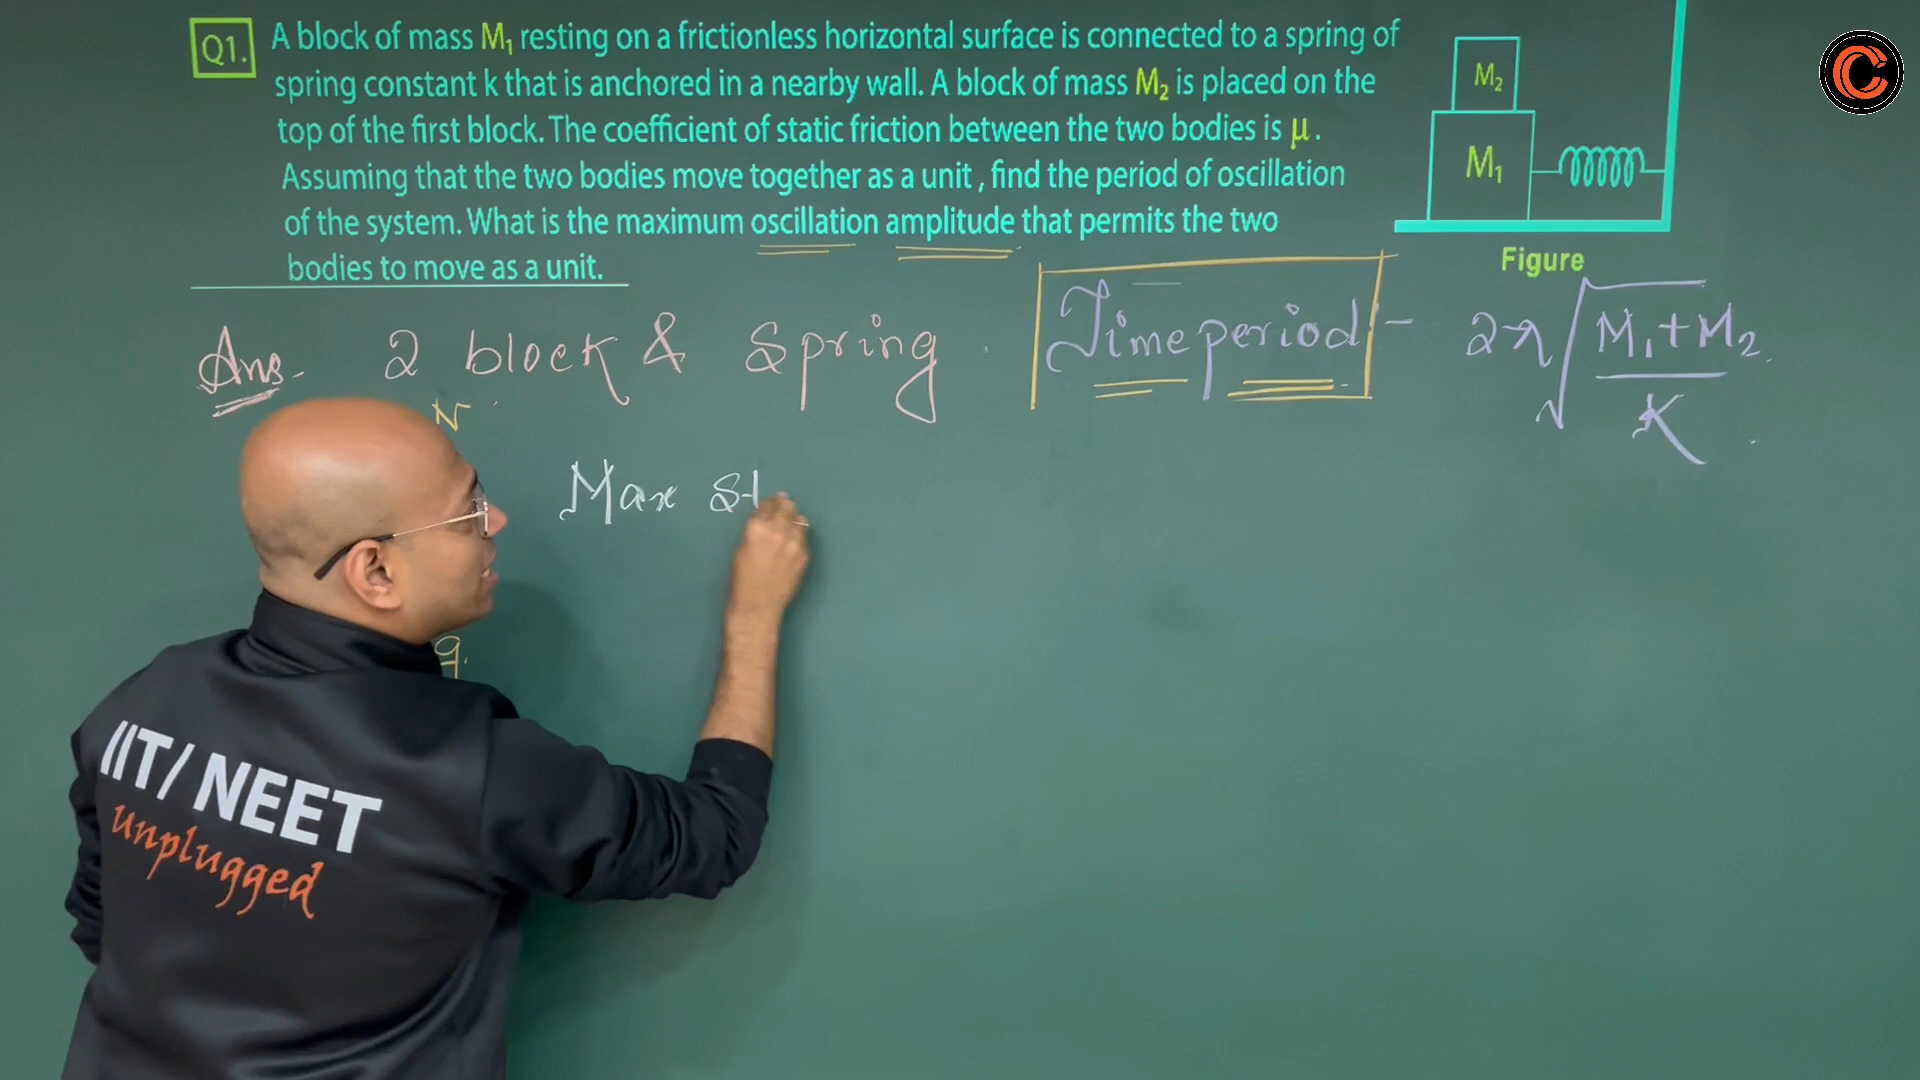 Q1. A block of mass M₁ resting on a frictionless horizontal surface is connected to a spring of
spring constant k that is anchored in a nearby wall. A block of mass M₂ is placed on the
top of the first block. The coefficient of static friction between the two bodies is μ.
Assuming that the two bodies move together as a unit, find the period of oscillation
of the system. What is the maximum oscillation amplitude that permits the two
bodies to move as a unit.
M₂
M₁
Figure
Ans. 2 block & Spring Time period - 2π√(M₁+M₂/K)
N
Max St
g
IIT/NEET
unplugged